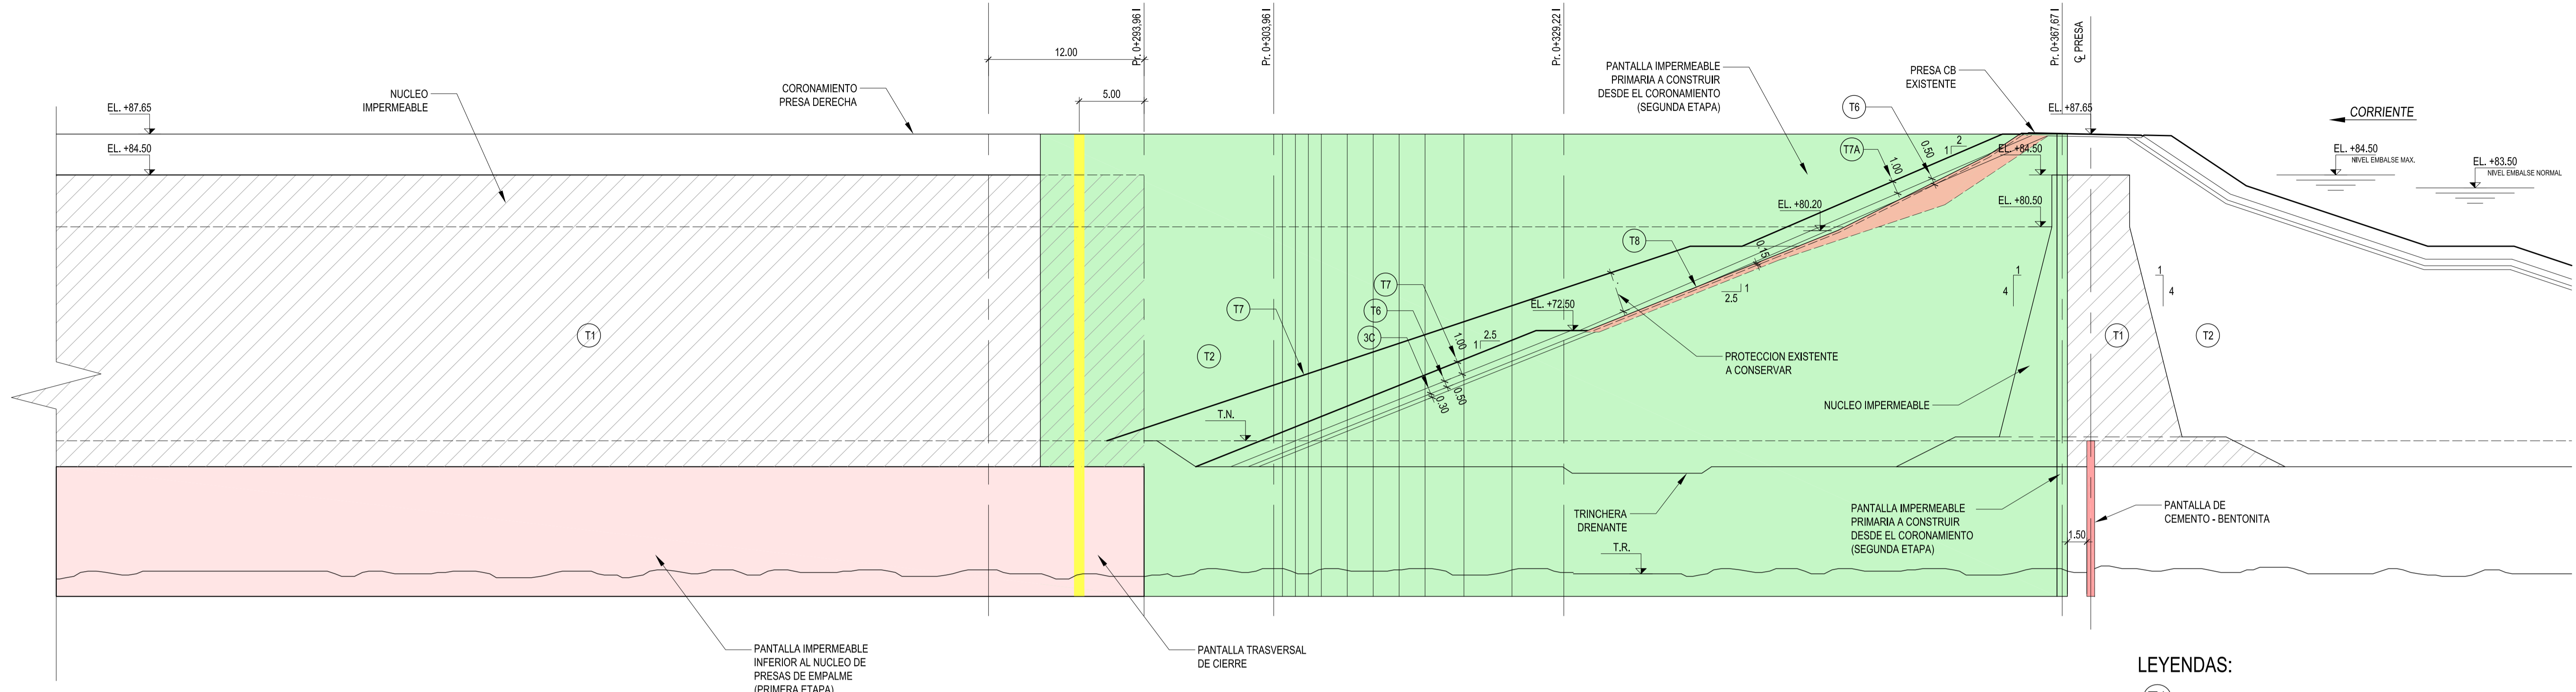 Pr. 0+293,96 I
Pr. 0+303,96 I
Pr. 0+329,22 I
Pr. 0+367,67 I
℄ PRESA
12.00
5.00
NUCLEO
IMPERMEABLE
CORONAMIENTO
PRESA DERECHA
PANTALLA IMPERMEABLE
PRIMARIA A CONSTRUIR
DESDE EL CORONAMIENTO
(SEGUNDA ETAPA)
PRESA CB
EXISTENTE
EL. +87.65
EL. +84.50
EL. +87.65
CORRIENTE
EL. +84.50
NIVEL EMBALSE MAX.
EL. +83.50
NIVEL EMBALSE NORMAL
T6
T7A
1.00
0.50
1
2
EL. +84.50
EL. +80.50
EL. +80.20
T8
0.15
1
2.5
T7
T7
T6
3C
EL. +72.50
1.00
0.50
0.30
1
2.5
1
4
1
4
T1
T2
T1
T2
PROTECCION EXISTENTE
A CONSERVAR
NUCLEO IMPERMEABLE
T.N.
TRINCHERA
DRENANTE
T.R.
PANTALLA IMPERMEABLE
PRIMARIA A CONSTRUIR
DESDE EL CORONAMIENTO
(SEGUNDA ETAPA)
1.50
PANTALLA DE
CEMENTO - BENTONITA
PANTALLA IMPERMEABLE
INFERIOR AL NUCLEO DE
PRESAS DE EMPALME
(PRIMERA ETAPA)
PANTALLA TRASVERSAL
DE CIERRE
LEYENDAS: